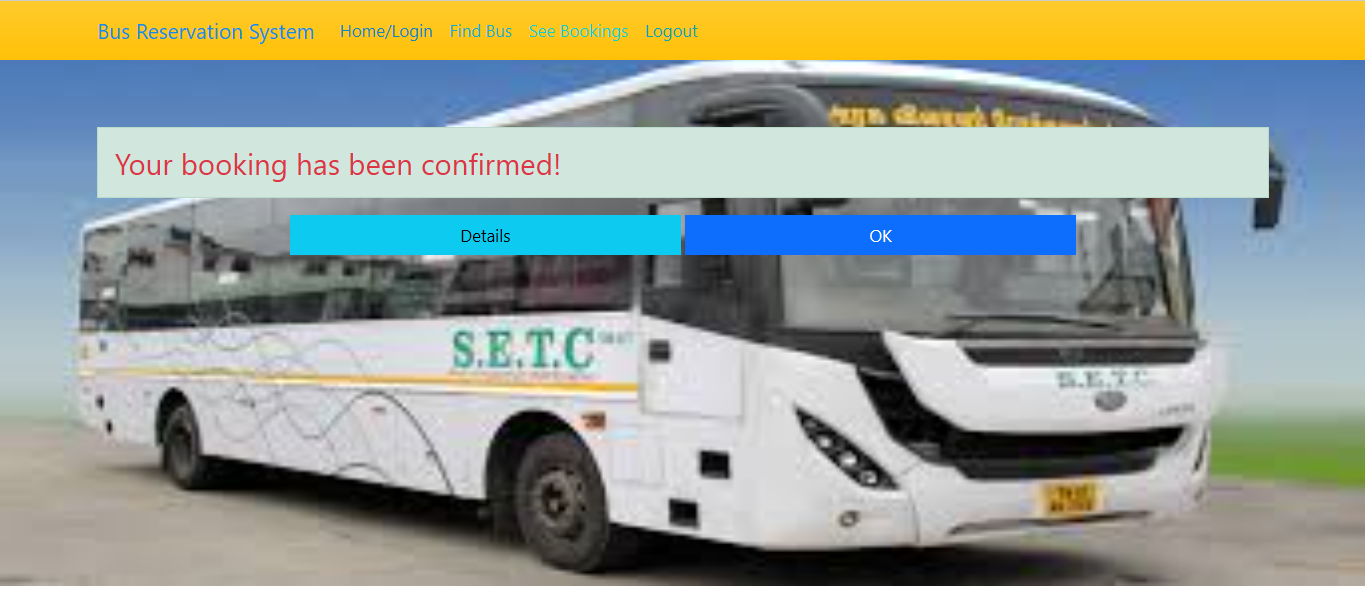 Bus Reservation System Home/Login Find Bus See Bookings Logout
Your booking has been confirmed!
Details OK
S.E.T.C
S.E.T.C